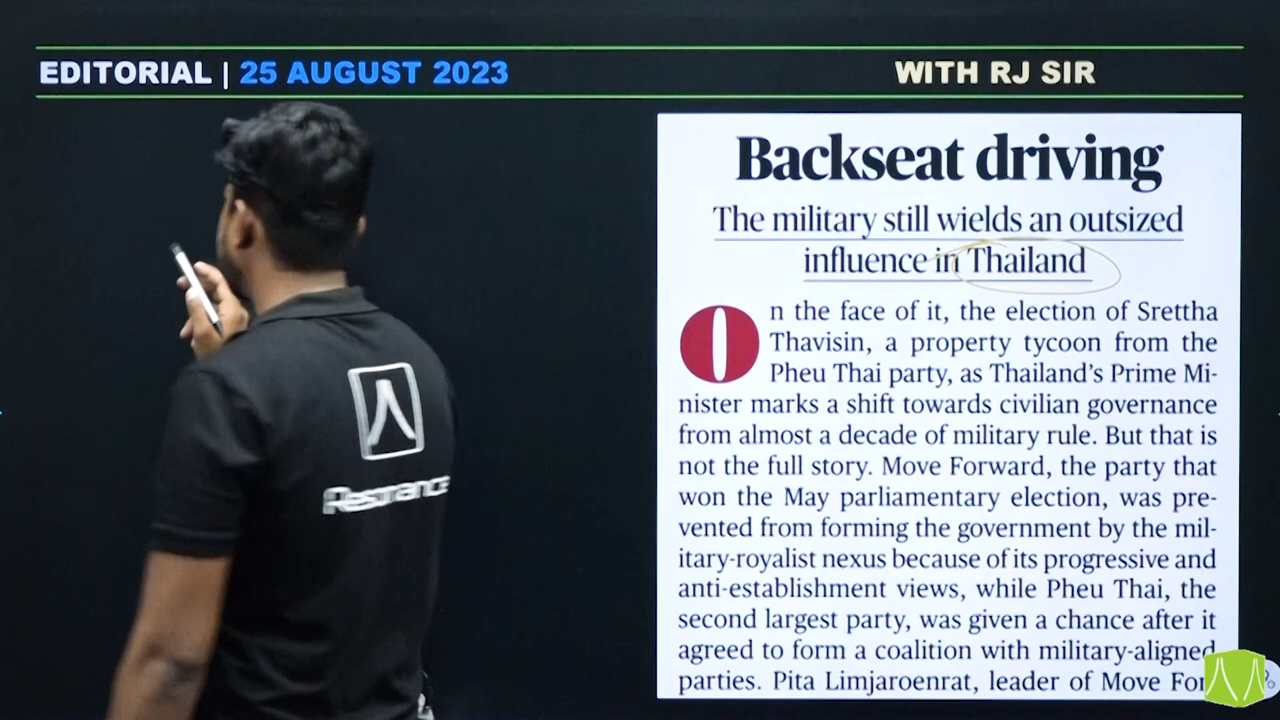 EDITORIAL | 25 AUGUST 2023
WITH RJ SIR
Backseat driving
The military still wields an outsized
influence in Thailand
On the face of it, the election of Srettha
Thavisin, a property tycoon from the
Pheu Thai party, as Thailand's Prime Mi-
nister marks a shift towards civilian governance
from almost a decade of military rule. But that is
not the full story. Move Forward, the party that
won the May parliamentary election, was pre-
vented from forming the government by the mil-
itary-royalist nexus because of its progressive and
anti-establishment views, while Pheu Thai, the
second largest party, was given a chance after it
agreed to form a coalition with military-aligned
parties. Pita Limjaroenrat, leader of Move For